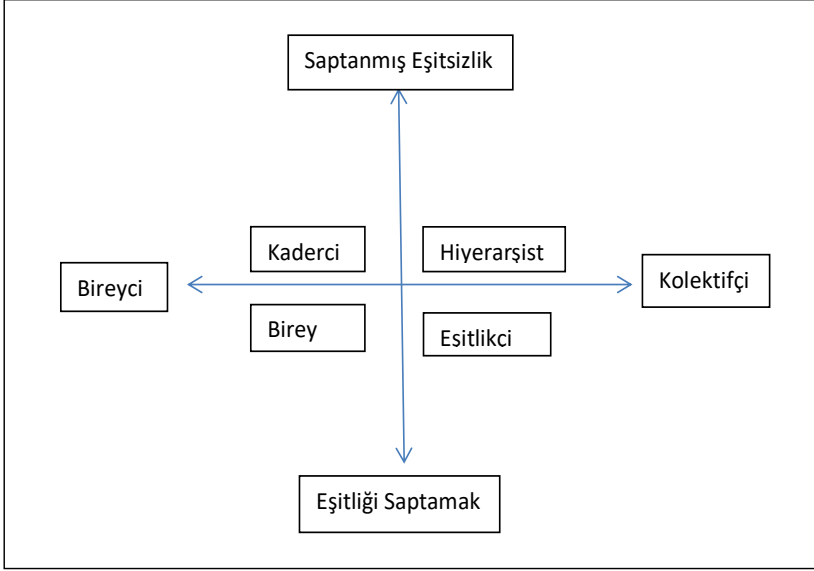 Saptanmış Eşitsizlik
Kaderci
Hiyerarşist
Bireyci
Kolektifçi
Birey
Esitlikci
Eşitliği Saptamak